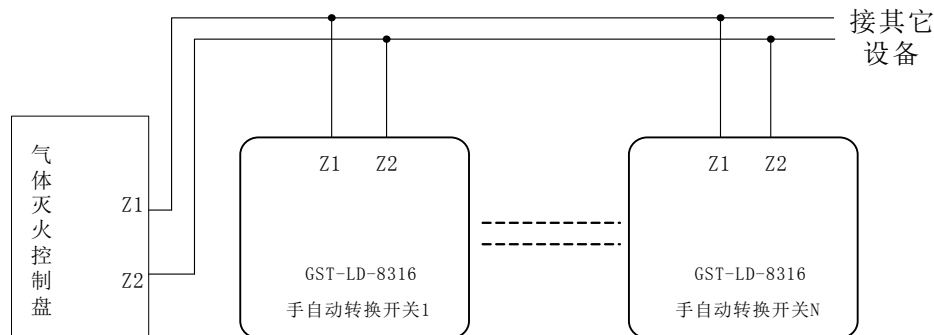 接其它
设备
气体灭火控制盘
Z1
Z2
Z1 Z2
GST-LD-8316
手自动转换开关1
Z1 Z2
GST-LD-8316
手自动转换开关N